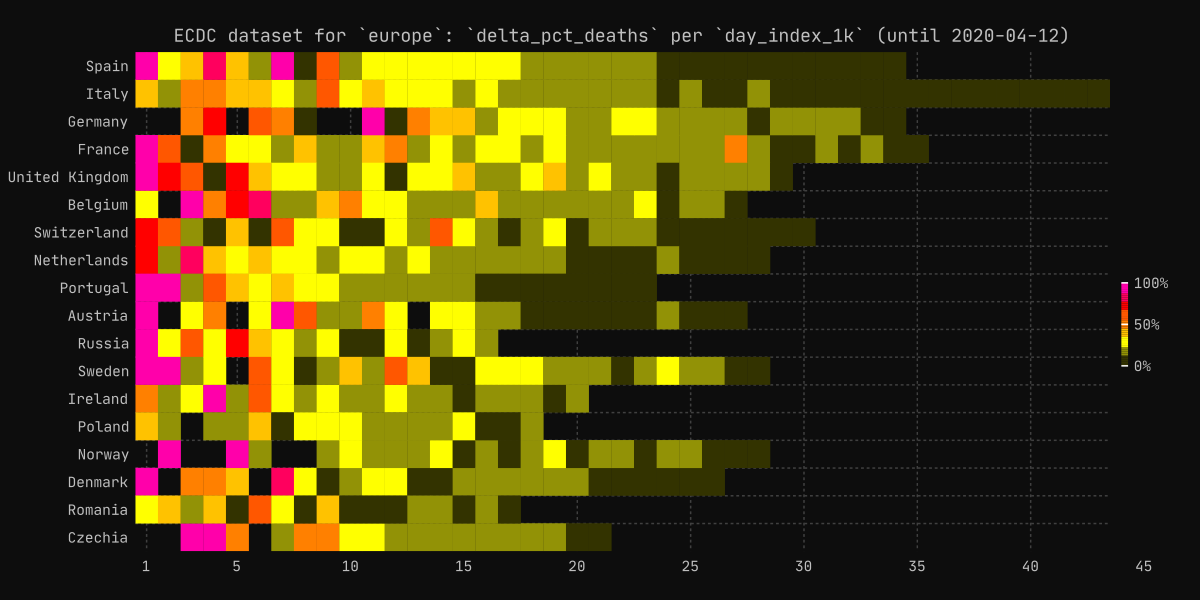 ECDC dataset for `europe`: `delta_pct_deaths` per `day_index_1k` (until 2020-04-12)
Spain
Italy
Germany
France
United Kingdom
Belgium
Switzerland
Netherlands
Portugal
Austria
Russia
Sweden
Ireland
Poland
Norway
Denmark
Romania
Czechia
100%
50%
0%
1 5 10 15 20 25 30 35 40 45